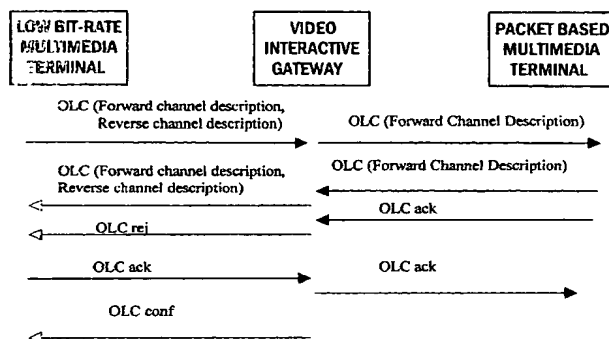 LOW BIT-RATE
MULTIMEDIA
TERMINAL
VIDEO
INTERACTIVE
GATEWAY
PACKET BASED
MULTIMEDIA
TERMINAL
OLC (Forward channel description,
Reverse channel description)
OLC (Forward Channel Description)
OLC (Forward channel description,
Reverse channel description)
OLC (Forward Channel Description)
OLC ack
OLC rej
OLC ack
OLC ack
OLC conf